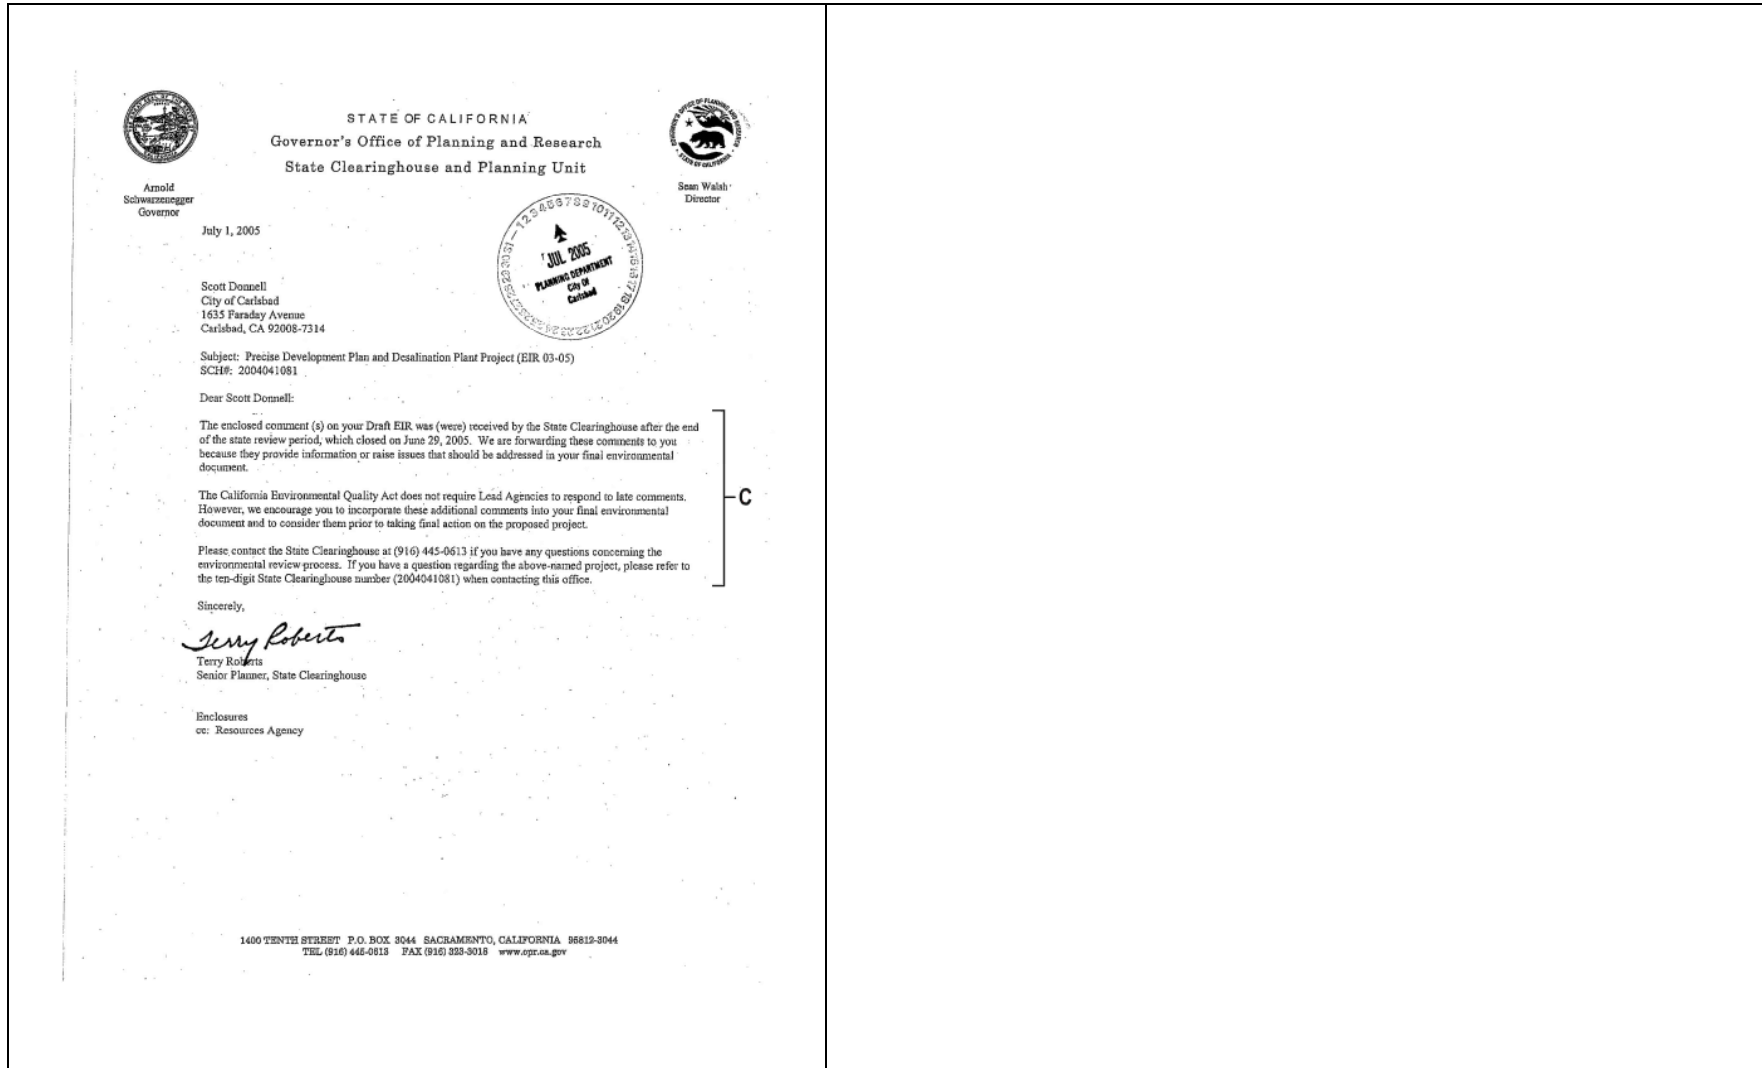 STATE OF CALIFORNIA
Governor's Office of Planning and Research
State Clearinghouse and Planning Unit
Arnold
Schwarzenegger
Governor
Sean Walsh
Director
July 1, 2005
JUL 2005
PLANNING DEPARTMENT
City Of
Carlsbad
Scott Donnell
City of Carlsbad
1635 Faraday Avenue
Carlsbad, CA 92008-7314
Subject: Precise Development Plan and Desalination Plant Project (EIR 03-05)
SCH#: 2004041081
Dear Scott Donnell:
The enclosed comment (s) on your Draft EIR was (were) received by the State Clearinghouse after the end
of the state review period, which closed on June 29, 2005. We are forwarding these comments to you
because they provide information or raise issues that should be addressed in your final environmental
document.
The California Environmental Quality Act does not require Lead Agencies to respond to late comments.
However, we encourage you to incorporate these additional comments into your final environmental
document and to consider them prior to taking final action on the proposed project.
C
Please contact the State Clearinghouse at (916) 445-0613 if you have any questions concerning the
environmental review process. If you have a question regarding the above-named project, please refer to
the ten-digit State Clearinghouse number (2004041081) when contacting this office.
Sincerely,
Terry Roberts
Terry Roberts
Senior Planner, State Clearinghouse
Enclosures
cc: Resources Agency
1400 TENTH STREET P.O. BOX 3044 SACRAMENTO, CALIFORNIA 95812-3044
TEL (916) 445-0613 FAX (916) 323-3018 www.opr.ca.gov